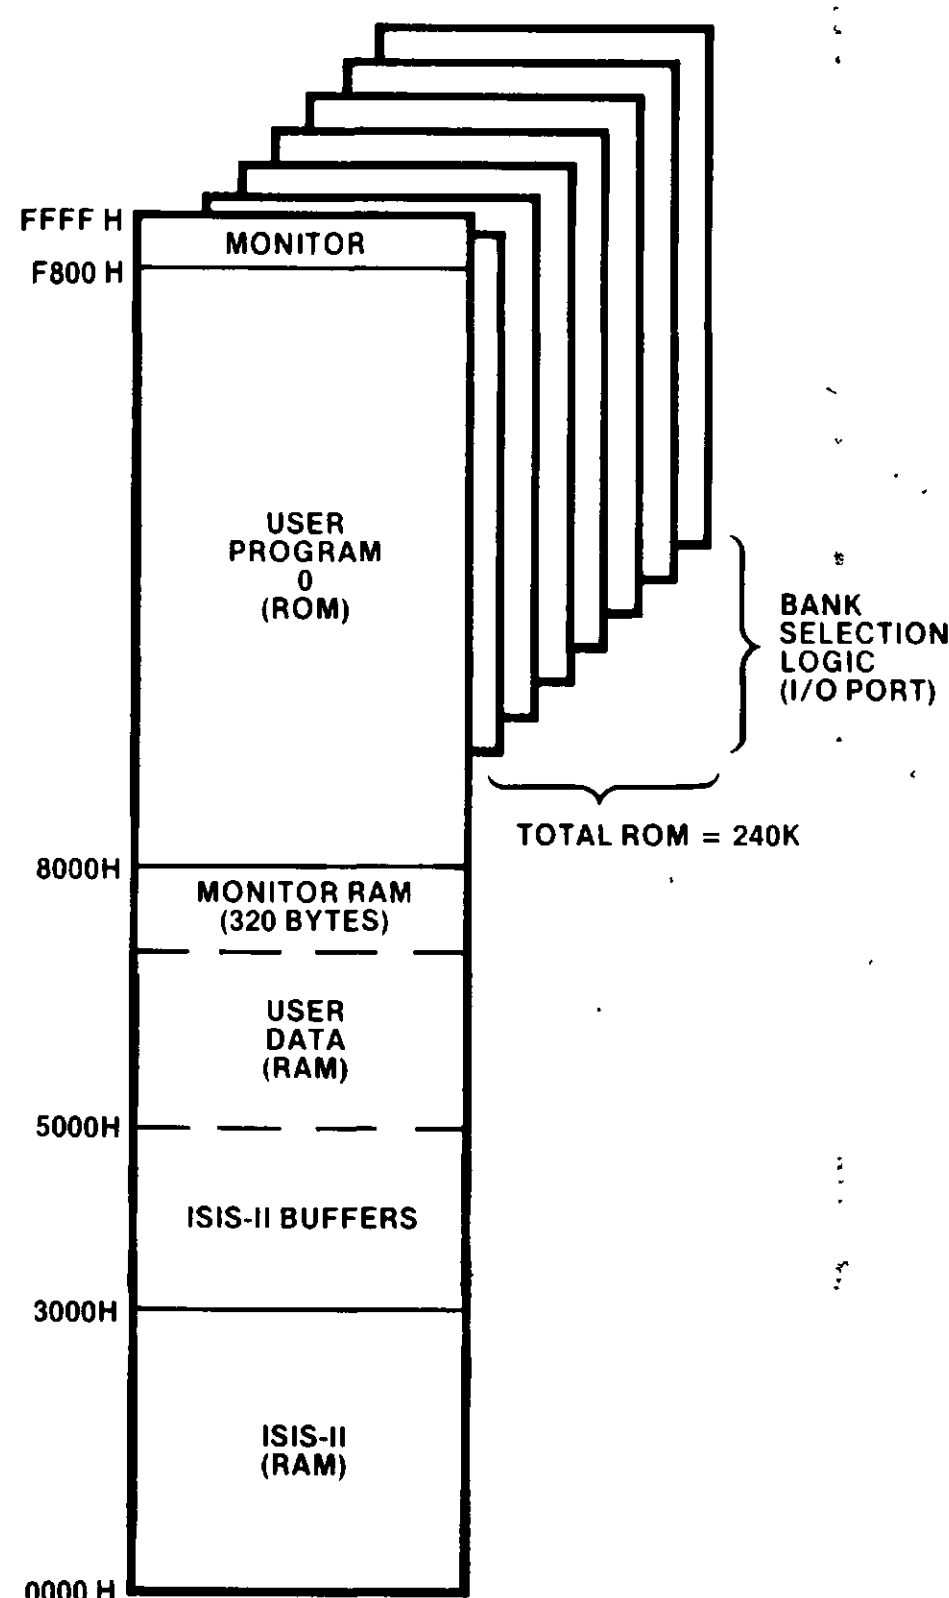 FFFF H
MONITOR
F800 H
USER
PROGRAM
0
(ROM)
BANK
SELECTION
LOGIC
(I/O PORT)
TOTAL ROM = 240K
8000H
MONITOR RAM
(320 BYTES)
USER
DATA
(RAM)
5000H
ISIS-II BUFFERS
3000H
ISIS-II
(RAM)
0000 H